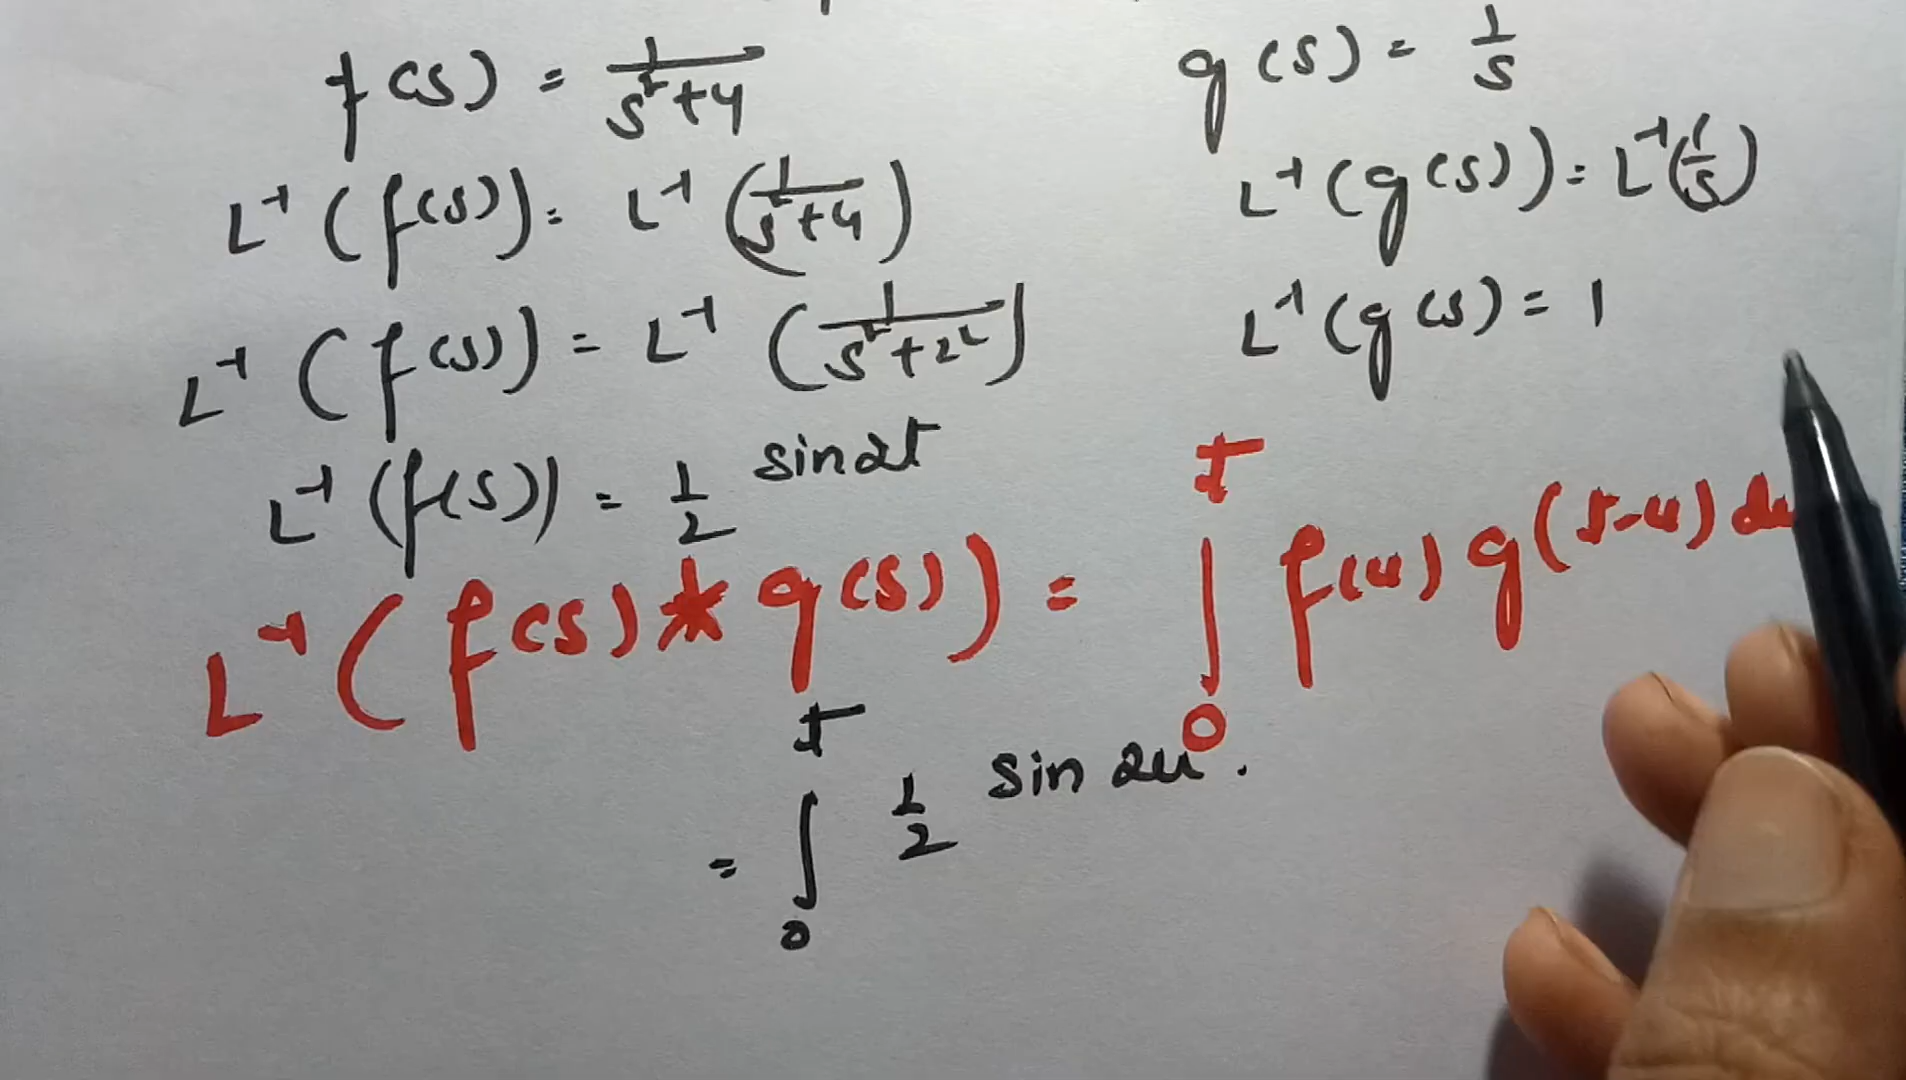 f(s) = 1/(s²+4)
g(s) = 1/s
L⁻¹(f(s)) = L⁻¹(1/(s²+4))
L⁻¹(g(s)) = L⁻¹(1/s)
L⁻¹(f(s)) = L⁻¹(1/(s²+2²))
L⁻¹(g(s) = 1
L⁻¹(f(s)) = 1/2 sin2t
L⁻¹(f(s) * g(s)) = ∫₀ᵗ f(u) g(t-u) du
= ∫₀ᵗ 1/2 sin 2u .